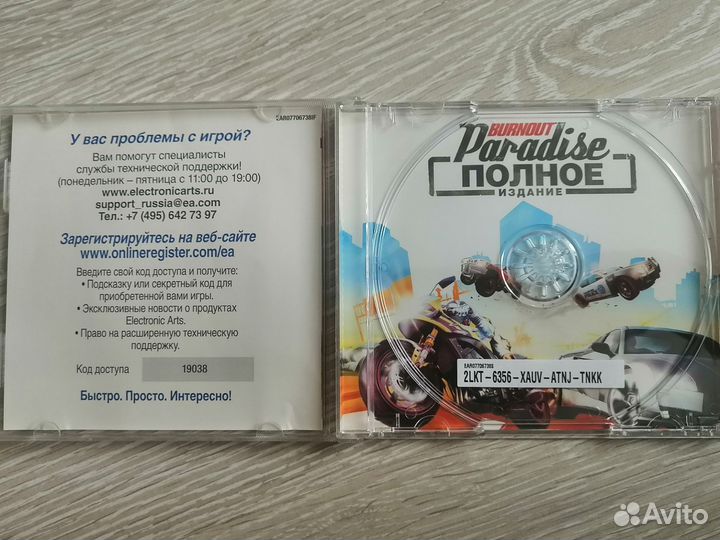 EAR07706738IF
У вас проблемы с игрой?
Вам помогут специалисты
службы технической поддержки!
(понедельник – пятница с 11:00 до 19:00)
www.electronicarts.ru
support_russia@ea.com
Тел.: +7 (495) 642 73 97
Зарегистрируйтесь на веб-сайте
www.onlineregister.com/ea
Введите свой код доступа и получите:
• Подсказку или секретный код для
приобретенной вами игры.
• Эксклюзивные новости о продуктах
Electronic Arts.
• Право на расширенную техническую
поддержку.
Код доступа 19038
Быстро. Просто. Интересно!
BURNOUT
Paradise
ПОЛНОЕ
ИЗДАНИЕ
EAR07706738IS
2LKT – 6356 – XAUV – ATNJ – TNKK
Avito